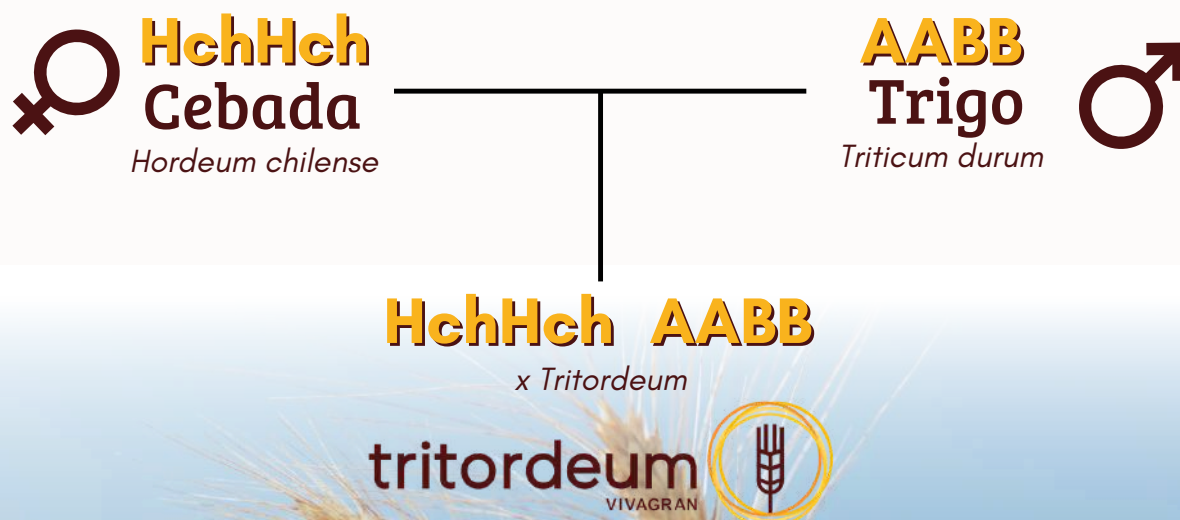 HchHch
Cebada
Hordeum chilense
AABB
Trigo
Triticum durum
HchHch AABB
x Tritordeum
tritordeum
VIVAGRAN